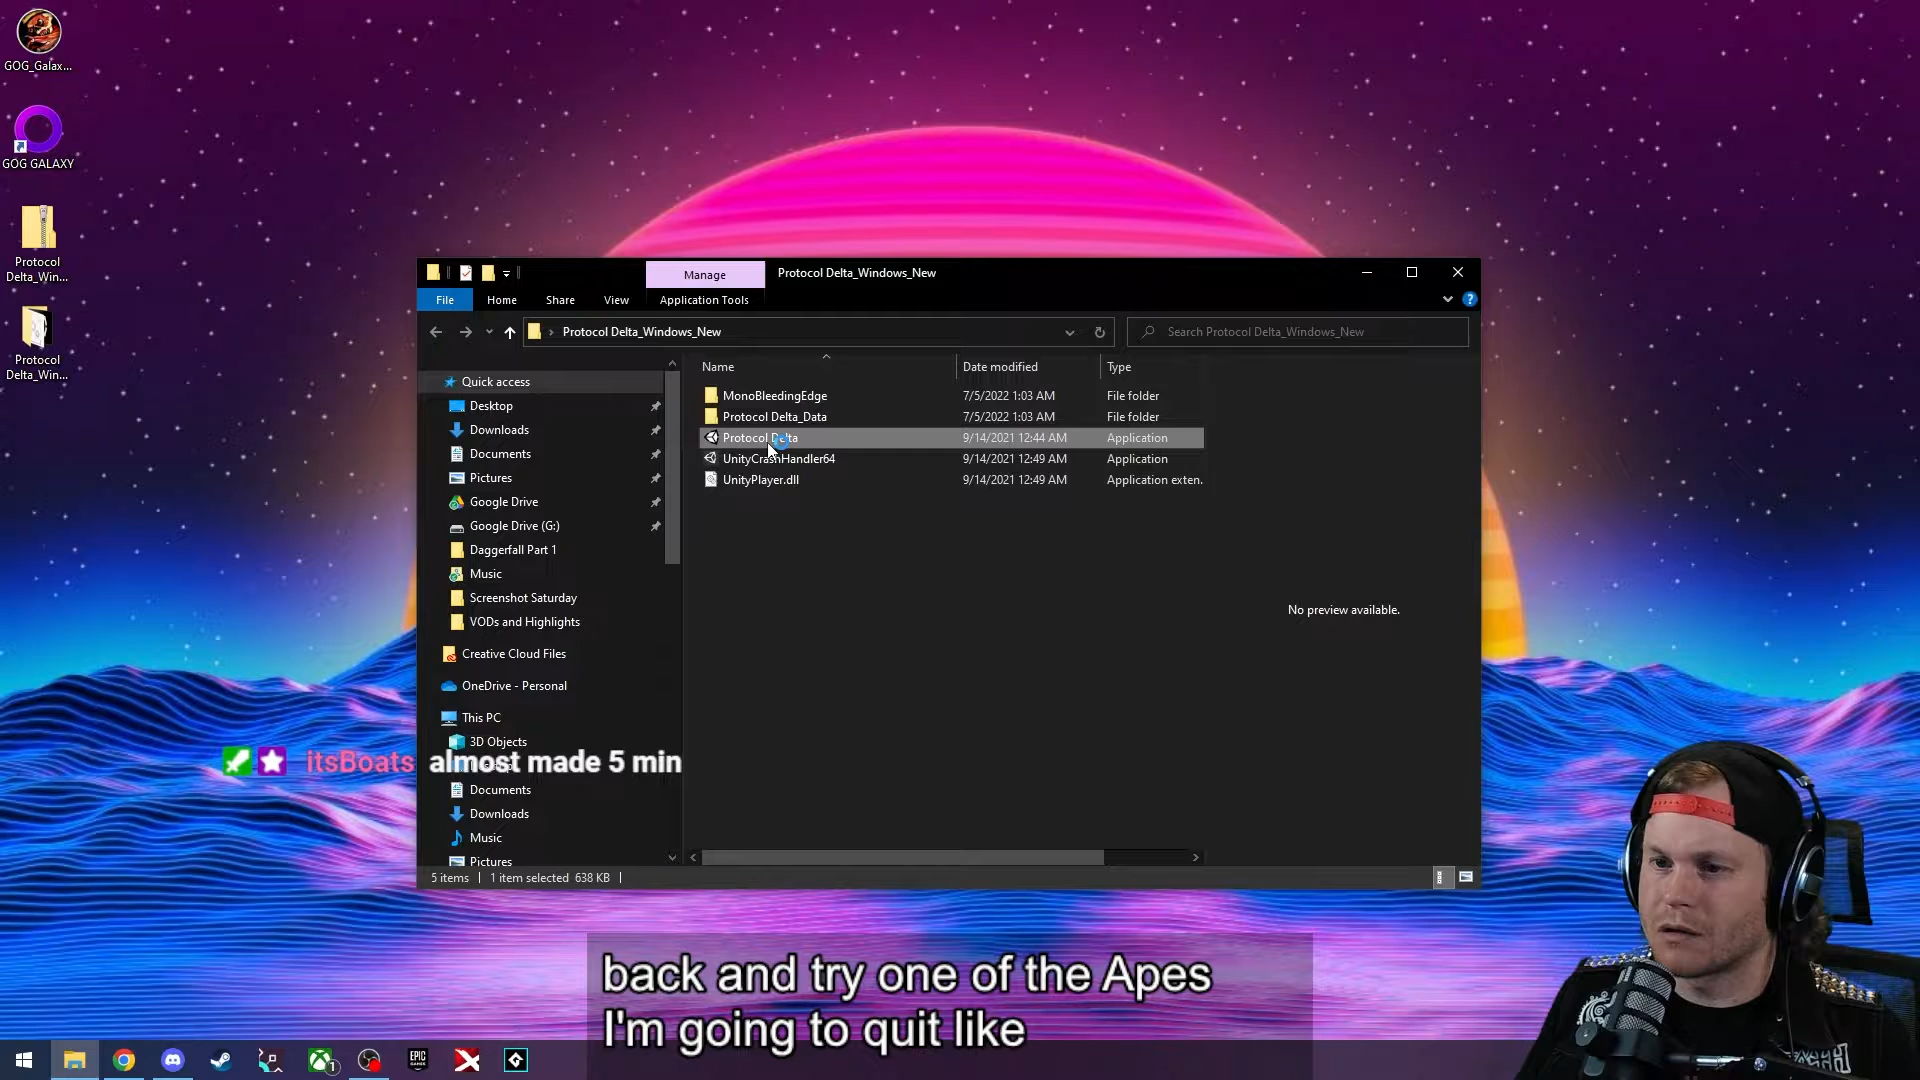 GOG_Galax...
GOG GALAXY
Protocol
Delta_Win...
Protocol
Delta_Win...
Manage
Protocol Delta_Windows_New
File
Home
Share
View
Application Tools
Protocol Delta_Windows_New
Search Protocol Delta_Windows_New
Quick access
Desktop
Downloads
Documents
Pictures
Google Drive
Google Drive (G:)
Daggerfall Part 1
Music
Screenshot Saturday
VODs and Highlights
Creative Cloud Files
OneDrive - Personal
This PC
3D Objects
Documents
Downloads
Music
Pictures
Name Date modified Type
MonoBleedingEdge 7/5/2022 1:03 AM File folder
Protocol Delta_Data 7/5/2022 1:03 AM File folder
Protocol Delta 9/14/2021 12:44 AM Application
UnityCrashHandler64 9/14/2021 12:49 AM Application
UnityPlayer.dll 9/14/2021 12:49 AM Application exten.
No preview available.
itsBoats almost made 5 min
5 items 1 item selected 638 KB
back and try one of the Apes
I'm going to quit like
EPIC
GAMES
1